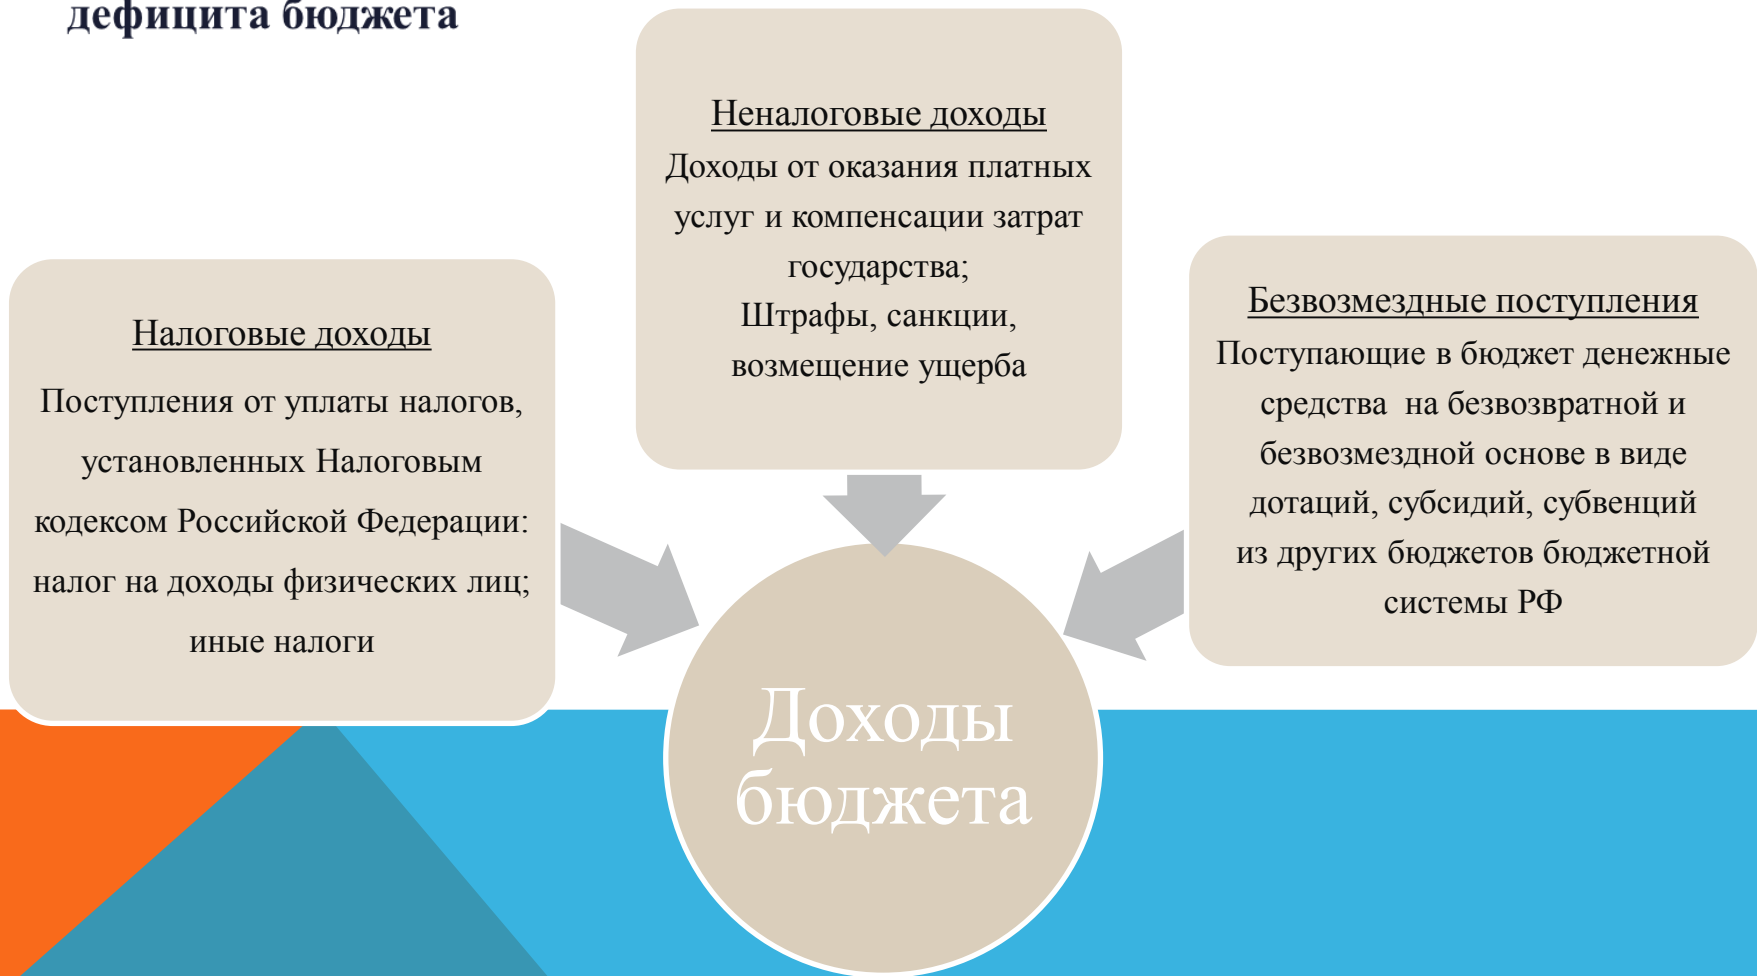 дефицита бюджета
Неналоговые доходы
Доходы от оказания платных
услуг и компенсации затрат
государства;
Штрафы, санкции,
возмещение ущерба
Налоговые доходы
Поступления от уплаты налогов,
установленных Налоговым
кодексом Российской Федерации:
налог на доходы физических лиц;
иные налоги
Безвозмездные поступления
Поступающие в бюджет денежные
средства  на безвозвратной и
безвозмездной основе в виде
дотаций, субсидий, субвенций
из других бюджетов бюджетной
системы РФ
Доходы
бюджета